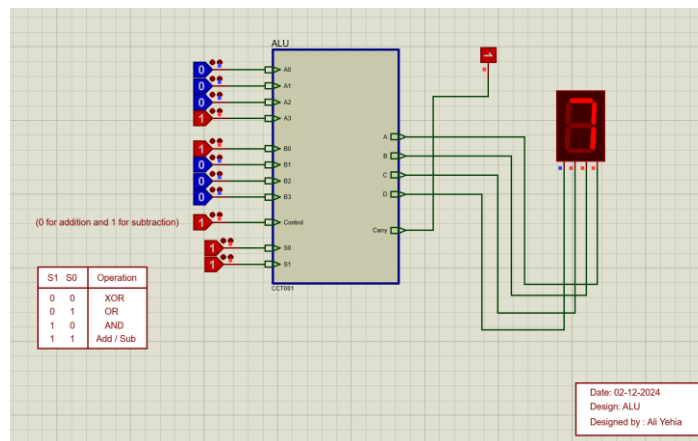 ALU
1
0 A0
0 A1
0 A2
1 A3
1 B0
0 B1
0 B2
0 B3
A
B
C
D
7
(0 for addition and 1 for subtraction) 1 Control
Carry
1 S0
1 S1
CCT001
S1 S0 Operation
0 0 XOR
0 1 OR
1 0 AND
1 1 Add / Sub
Date: 02-12-2024
Design: ALU
Designed by : Ali Yehia